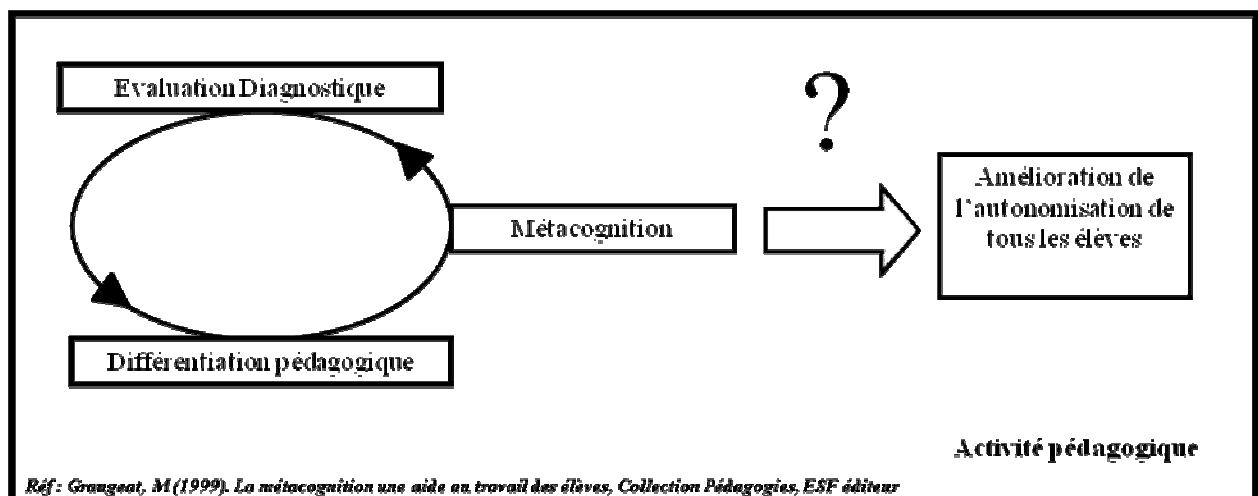 Evaluation Diagnostique
?
Métacognition
Amélioration de
l'autonomisation de
tous les élèves
Différentiation pédagogique
Activité pédagogique
Réf : Grangeat, M (1999). La métacognition une aide au travail des élèves, Collection Pédagogies, ESF éditeur